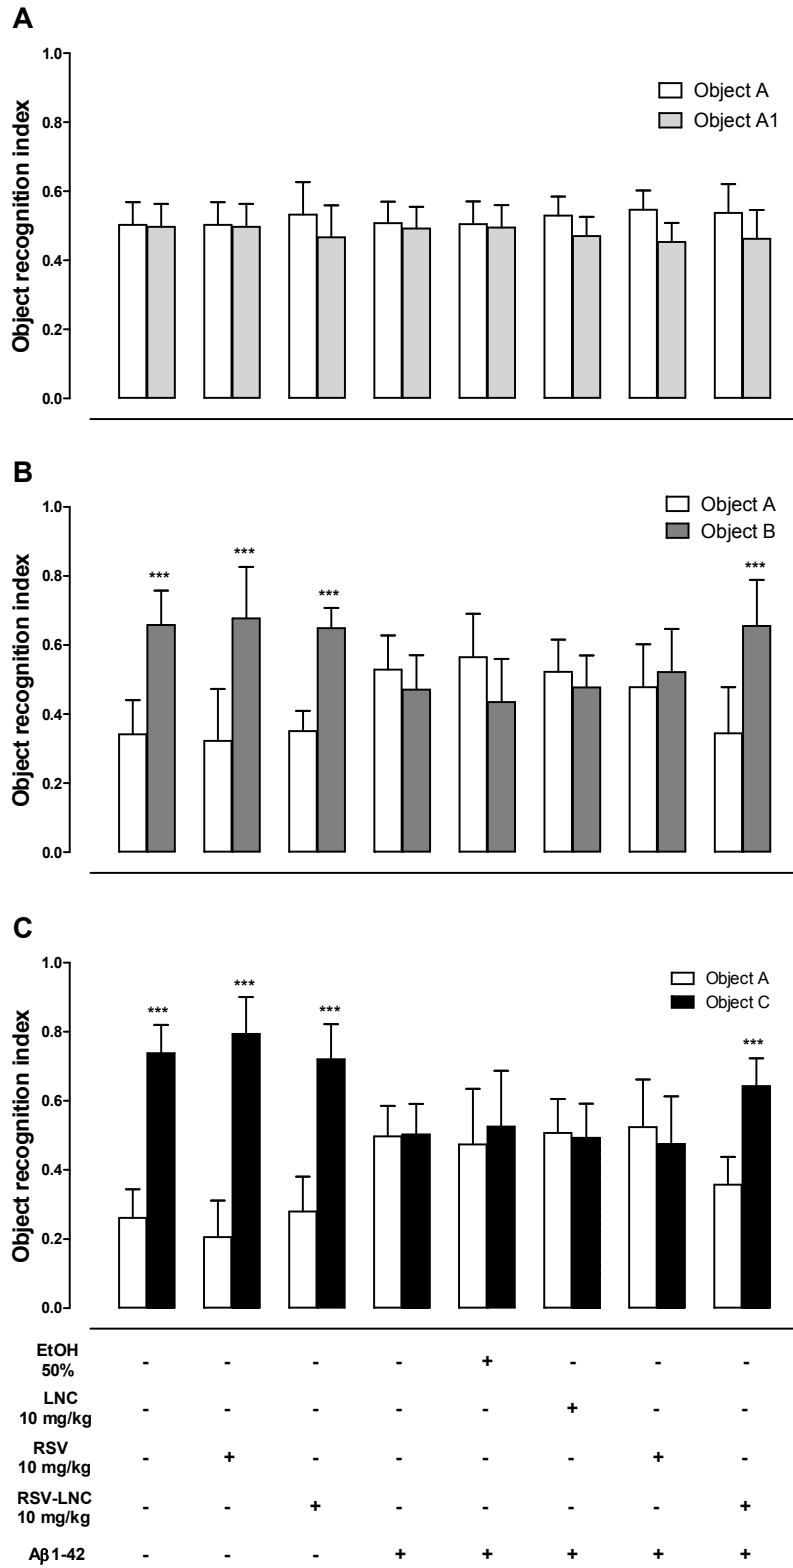 A
Object recognition index
1.0
0.8
0.6
0.4
0.2
0.0
Object A
Object A1
B
Object recognition index
1.0
0.8
0.6
0.4
0.2
0.0
Object A
Object B
*** *** *** ***
C
Object recognition index
1.0
0.8
0.6
0.4
0.2
0.0
Object A
Object C
*** *** *** ***
EtOH
50% - - - - + - - -
LNC
10 mg/kg - - - - - + - -
RSV
10 mg/kg - + - - - - + -
RSV-LNC
10 mg/kg - - + - - - - +
Aβ1-42 - - - + + + + +